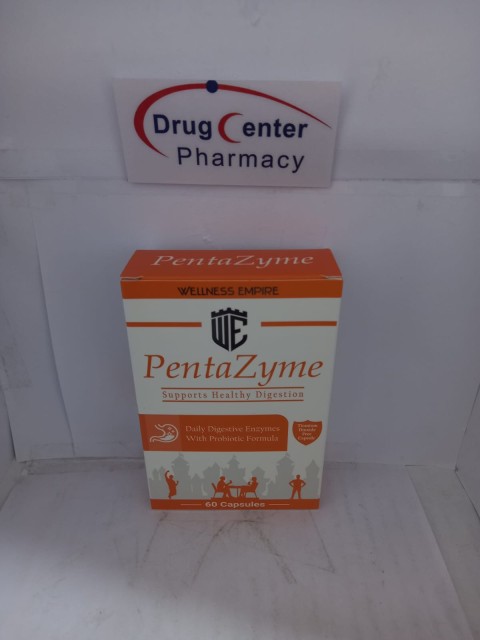 Drug Center
Pharmacy
PentaZyme
WELLNESS EMPIRE
WE
PentaZyme
Supports Healthy Digestion
Daily Digestive Enzymes
With Probiotic Formula
60 Capsules